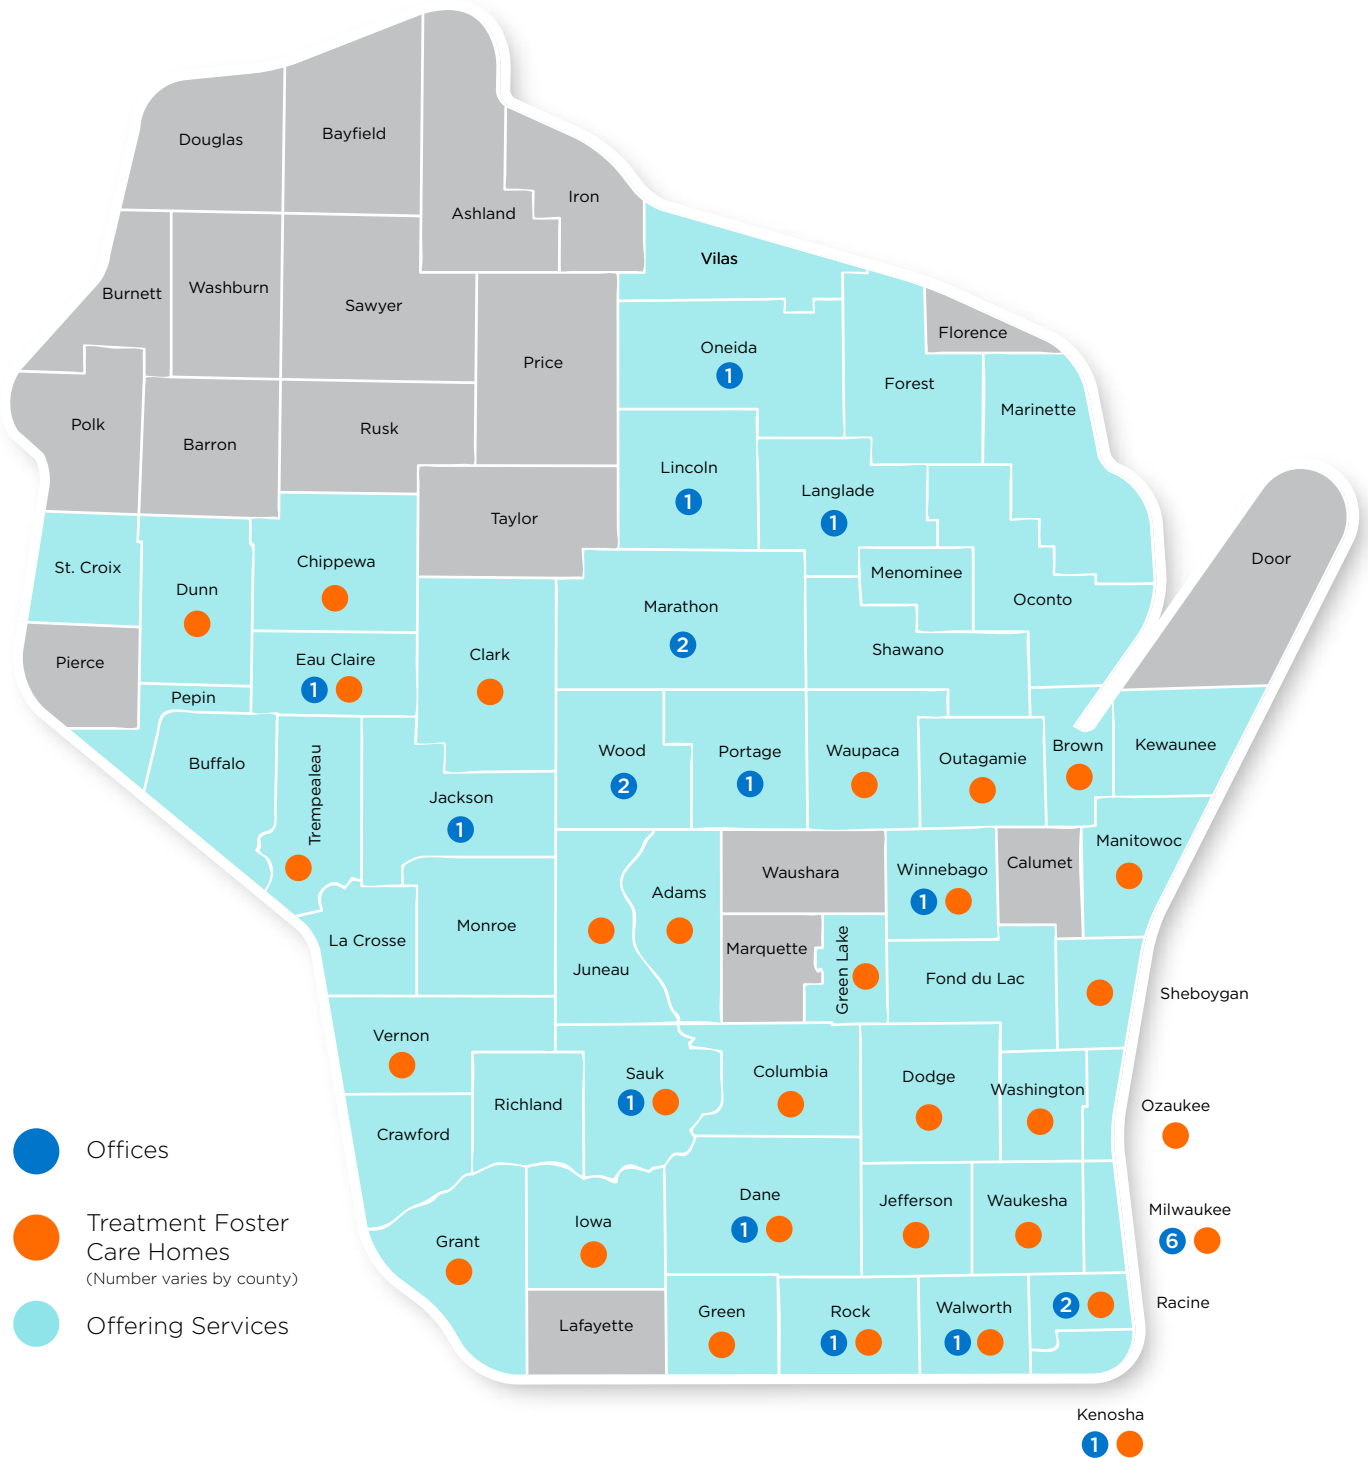 Douglas
Bayfield
Ashland
Iron
Vilas
Burnett
Washburn
Sawyer
Price
Florence
Oneida
1
Forest
Marinette
Polk
Barron
Rusk
Lincoln
1
Langlade
1
Taylor
Door
St. Croix
Dunn
Chippewa
Menominee
Marathon
2
Oconto
Pierce
Eau Claire
1
Clark
Shawano
Pepin
Buffalo
Trempealeau
Wood
2
Portage
1
Waupaca
Outagamie
Brown
Kewaunee
Jackson
1
Manitowoc
Waushara
Winnebago
1
Calumet
Adams
La Crosse
Monroe
Juneau
Marquette
Green Lake
Fond du Lac
Sheboygan
Vernon
Sauk
1
Columbia
Dodge
Washington
Richland
Ozaukee
Crawford
Offices
Dane
1
Jefferson
Waukesha
Milwaukee
6
Treatment Foster
Care Homes
(Number varies by county)
Grant
Iowa
Offering Services
Lafayette
Green
Rock
1
Walworth
1
2
Racine
Kenosha
1